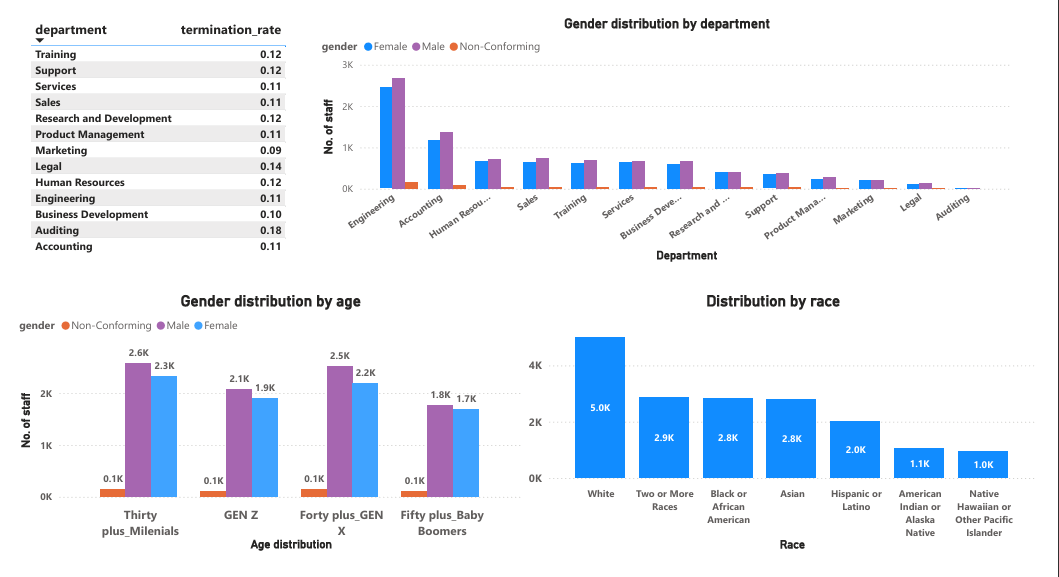 department termination_rate
Training 0.12
Support 0.12
Services 0.11
Sales 0.11
Research and Development 0.12
Product Management 0.11
Marketing 0.09
Legal 0.14
Human Resources 0.12
Engineering 0.11
Business Development 0.10
Auditing 0.18
Accounting 0.11
Gender distribution by department
gender Female Male Non-Conforming
3K
2K
1K
0K
No. of staff
Engineering
Accounting
Human Resou...
Sales
Training
Services
Business Deve...
Research and ...
Support
Product Mana...
Marketing
Legal
Auditing
Department
Gender distribution by age
gender Non-Conforming Male Female
No. of staff
2K
1K
0K
0.1K 2.6K 2.3K
0.1K 2.1K 1.9K
0.1K 2.5K 2.2K
0.1K 1.8K 1.7K
Thirty
plus_Milenials
GEN Z
Forty plus_GEN
X
Fifty plus_Baby
Boomers
Age distribution
Distribution by race
4K
2K
0K
5.0K 2.9K 2.8K 2.8K 2.0K 1.1K 1.0K
White
Two or More
Races
Black or
African
American
Asian
Hispanic or
Latino
American
Indian or
Alaska
Native
Native
Hawaiian or
Other Pacific
Islander
Race